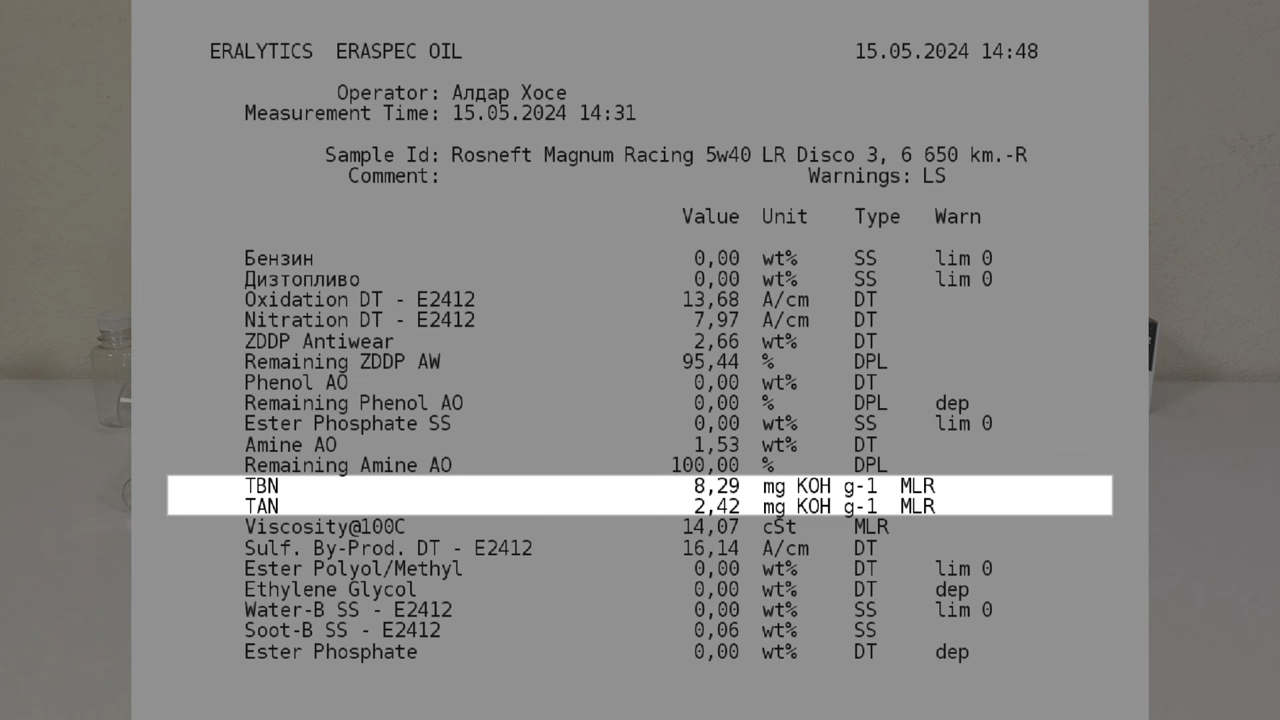 ERALYTICS ERASPEC OIL 15.05.2024 14:48
Operator: Алдар Хосе
Measurement Time: 15.05.2024 14:31
Sample Id: Rosneft Magnum Racing 5w40 LR Disco 3, 6 650 km.-R
Comment: Warnings: LS
Value Unit Type Warn
Бензин 0,00 wt% SS lim 0
Дизтопливо 0,00 wt% SS lim 0
Oxidation DT - E2412 13,68 A/cm DT
Nitration DT - E2412 7,97 A/cm DT
ZDDP Antiwear 2,66 wt% DT
Remaining ZDDP AW 95,44 % DPL
Phenol AO 0,00 wt% DT
Remaining Phenol AO 0,00 % DPL dep
Ester Phosphate SS 0,00 wt% SS lim 0
Amine AO 1,53 wt% DT
Remaining Amine AO 100,00 % DPL
TBN 8,29 mg KOH g-1 MLR
TAN 2,42 mg KOH g-1 MLR
Viscosity@100C 14,07 cSt MLR
Sulf. By-Prod. DT - E2412 16,14 A/cm DT
Ester Polyol/Methyl 0,00 wt% DT lim 0
Ethylene Glycol 0,00 wt% DT dep
Water-B SS - E2412 0,00 wt% SS lim 0
Soot-B SS - E2412 0,06 wt% SS
Ester Phosphate 0,00 wt% DT dep